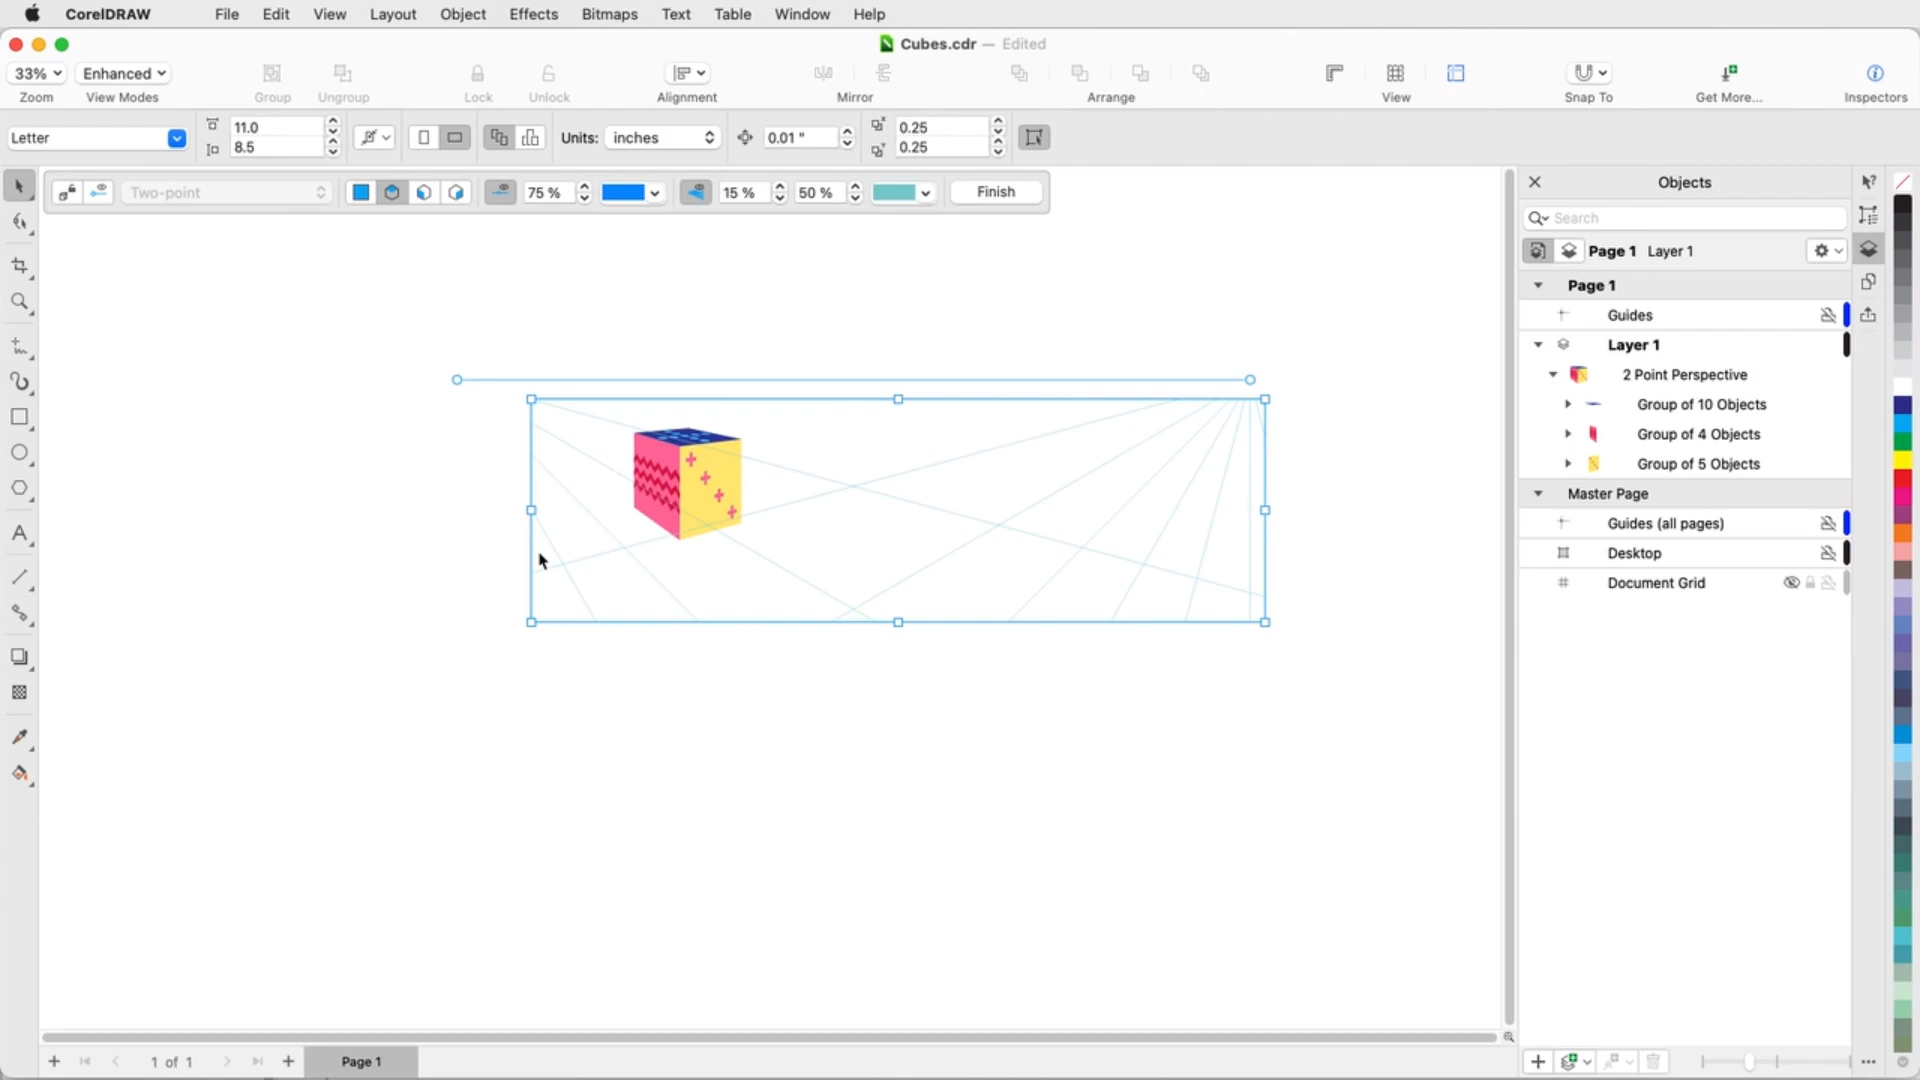 CorelDRAW File Edit View Layout Object Effects Bitmaps Text Table Window Help
Cubes.cdr — Edited
33% Enhanced
Zoom View Modes Group Ungroup Lock Unlock Alignment Mirror Arrange View Snap To Get More... Inspectors
Letter 11.0 8.5 Units: inches 0.01 " 0.25 0.25
Two-point 75 % 15 % 50 % Finish
Objects
Search
Page 1 Layer 1
Page 1
Guides
Layer 1
2 Point Perspective
Group of 10 Objects
Group of 4 Objects
Group of 5 Objects
Master Page
Guides (all pages)
Desktop
Document Grid
1 of 1 Page 1